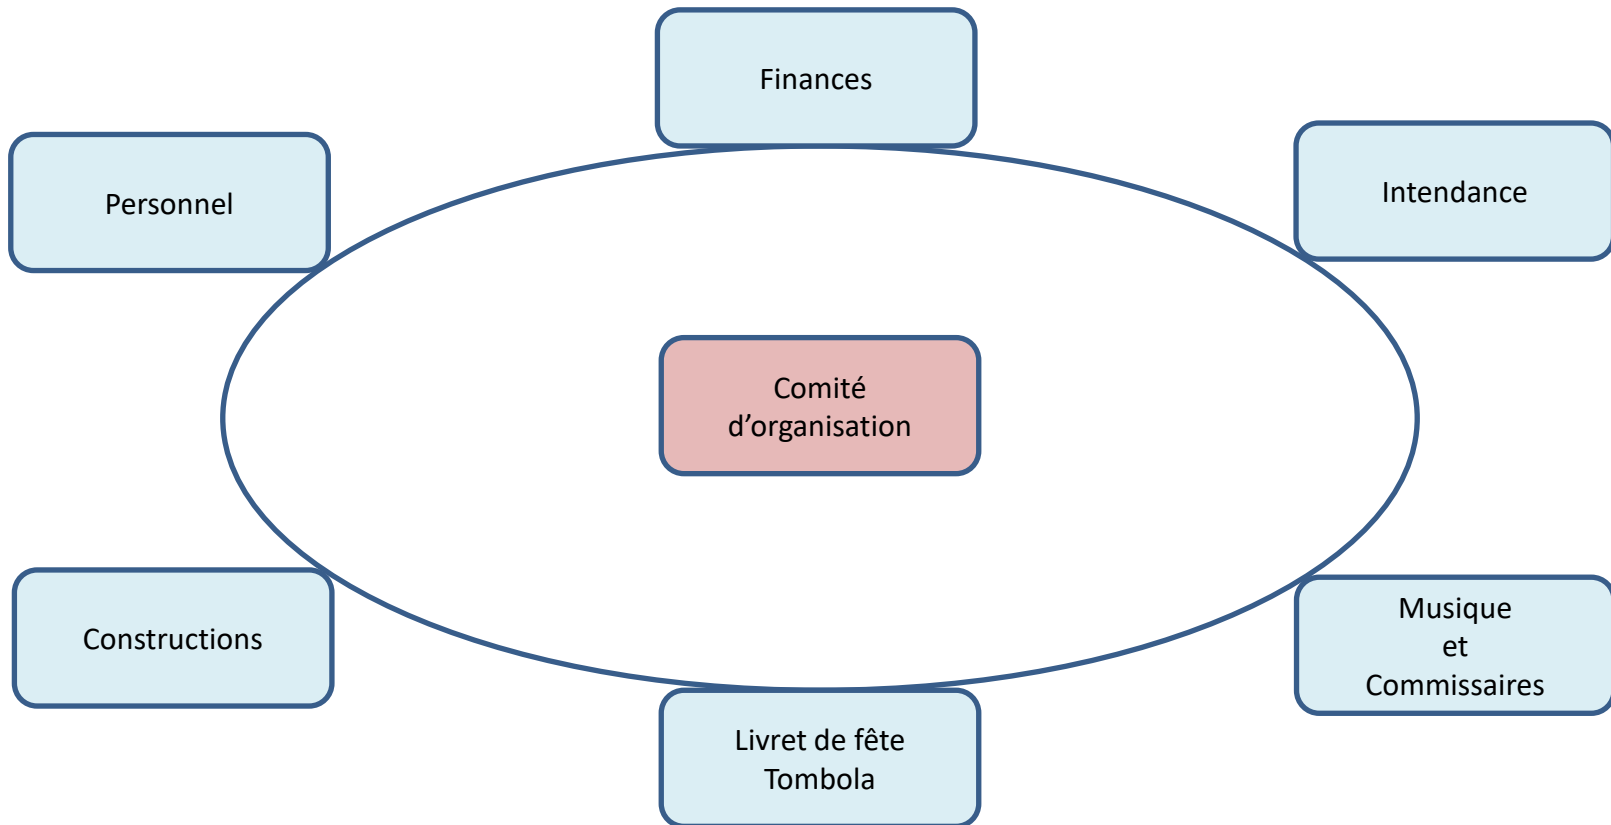 Finances
Personnel
Intendance
Comité
d’organisation
Constructions
Musique
et
Commissaires
Livret de fête
Tombola